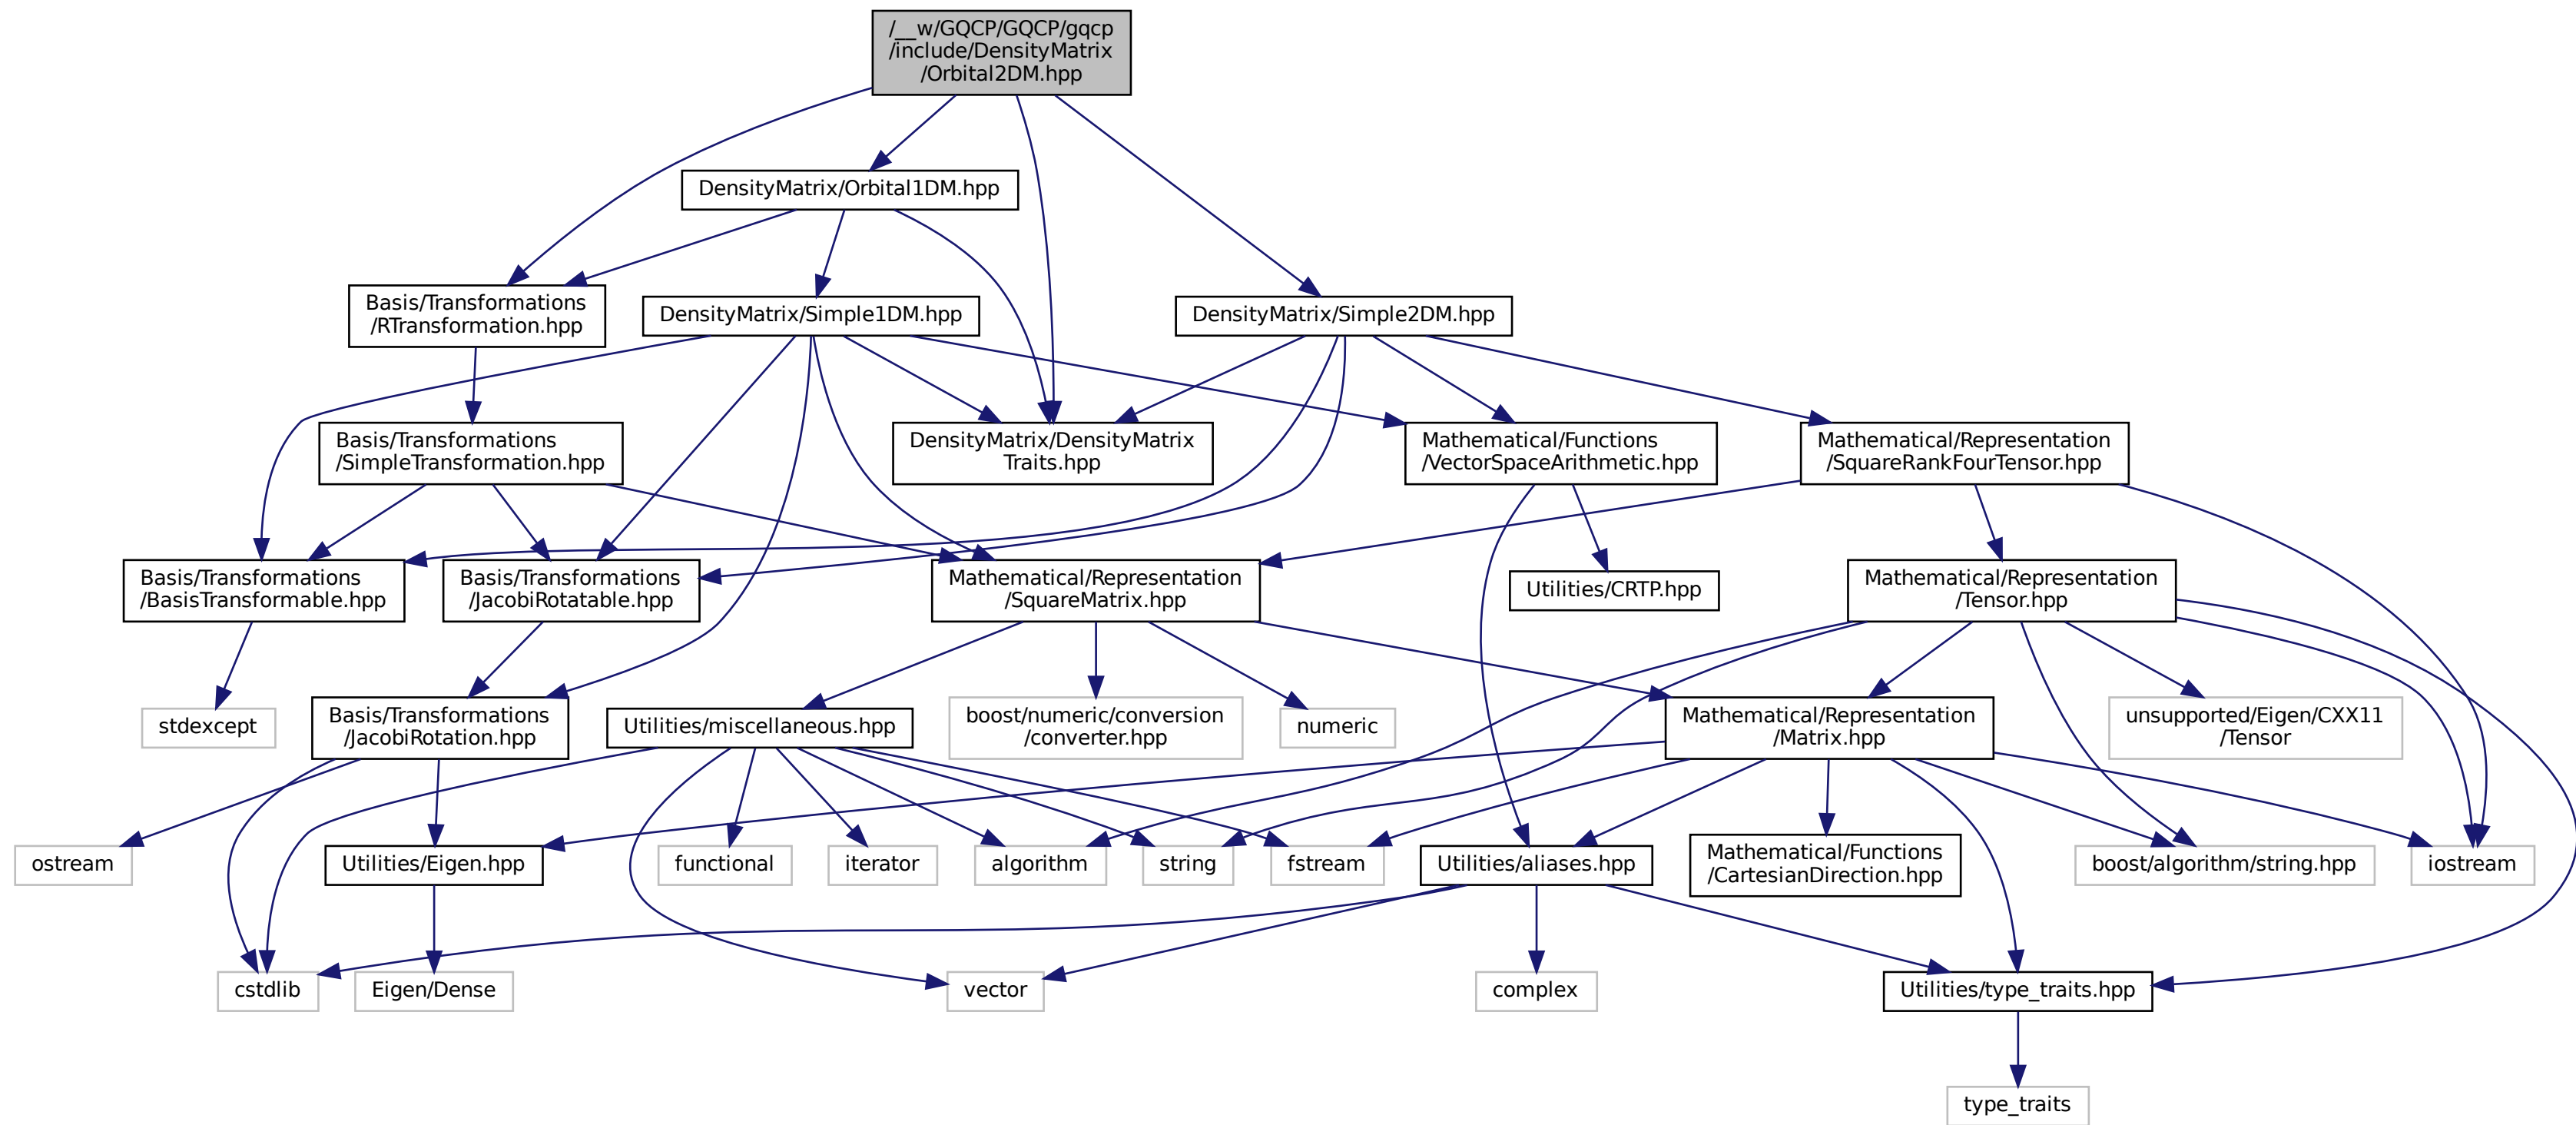 /__w/GQCP/GQCP/gqcp
/include/DensityMatrix
/Orbital2DM.hpp
DensityMatrix/Orbital1DM.hpp
Basis/Transformations
/RTransformation.hpp
DensityMatrix/Simple1DM.hpp
DensityMatrix/Simple2DM.hpp
Basis/Transformations
/SimpleTransformation.hpp
DensityMatrix/DensityMatrix
Traits.hpp
Mathematical/Functions
/VectorSpaceArithmetic.hpp
Mathematical/Representation
/SquareRankFourTensor.hpp
Basis/Transformations
/BasisTransformable.hpp
Basis/Transformations
/JacobiRotatable.hpp
Mathematical/Representation
/SquareMatrix.hpp
Utilities/CRTP.hpp
Mathematical/Representation
/Tensor.hpp
stdexcept
Basis/Transformations
/JacobiRotation.hpp
Utilities/miscellaneous.hpp
boost/numeric/conversion
/converter.hpp
numeric
Mathematical/Representation
/Matrix.hpp
unsupported/Eigen/CXX11
/Tensor
ostream
Utilities/Eigen.hpp
functional
iterator
algorithm
string
fstream
Utilities/aliases.hpp
Mathematical/Functions
/CartesianDirection.hpp
boost/algorithm/string.hpp
iostream
cstdlib
Eigen/Dense
vector
complex
Utilities/type_traits.hpp
type_traits